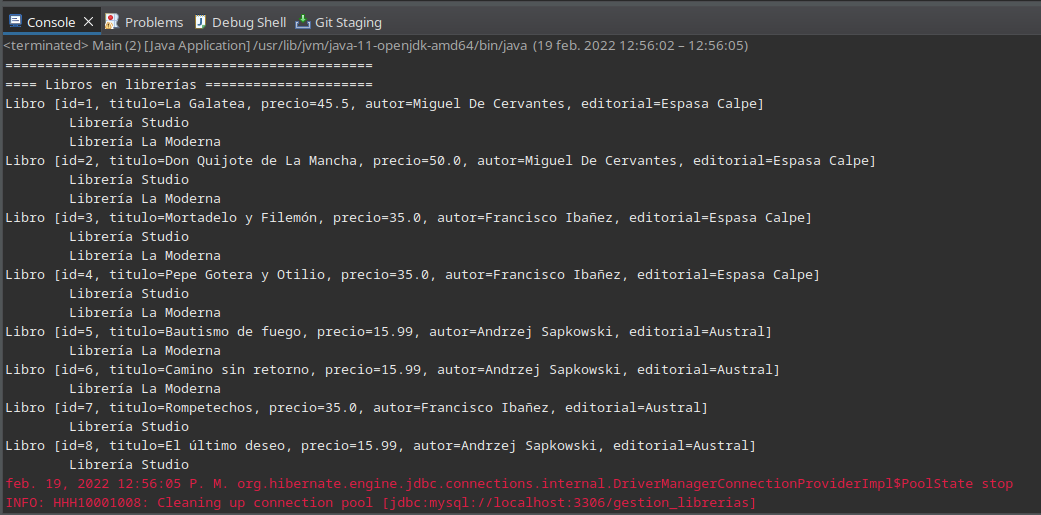 Console Problems Debug Shell Git Staging
<terminated> Main (2) [Java Application] /usr/lib/jvm/java-11-openjdk-amd64/bin/java (19 feb. 2022 12:56:02 – 12:56:05)
==============================================
==== Libros en librerías =====================
Libro [id=1, titulo=La Galatea, precio=45.5, autor=Miguel De Cervantes, editorial=Espasa Calpe]
Librería Studio
Librería La Moderna
Libro [id=2, titulo=Don Quijote de La Mancha, precio=50.0, autor=Miguel De Cervantes, editorial=Espasa Calpe]
Librería Studio
Librería La Moderna
Libro [id=3, titulo=Mortadelo y Filemón, precio=35.0, autor=Francisco Ibañez, editorial=Espasa Calpe]
Librería Studio
Librería La Moderna
Libro [id=4, titulo=Pepe Gotera y Otilio, precio=35.0, autor=Francisco Ibañez, editorial=Espasa Calpe]
Librería Studio
Librería La Moderna
Libro [id=5, titulo=Bautismo de fuego, precio=15.99, autor=Andrzej Sapkowski, editorial=Austral]
Librería La Moderna
Libro [id=6, titulo=Camino sin retorno, precio=15.99, autor=Andrzej Sapkowski, editorial=Austral]
Librería La Moderna
Libro [id=7, titulo=Rompetechos, precio=35.0, autor=Francisco Ibañez, editorial=Austral]
Librería Studio
Libro [id=8, titulo=El último deseo, precio=15.99, autor=Andrzej Sapkowski, editorial=Austral]
Librería Studio
feb. 19, 2022 12:56:05 P. M. org.hibernate.engine.jdbc.connections.internal.DriverManagerConnectionProviderImpl$PoolState stop
INFO: HHH10001008: Cleaning up connection pool [jdbc:mysql://localhost:3306/gestion_librerias]